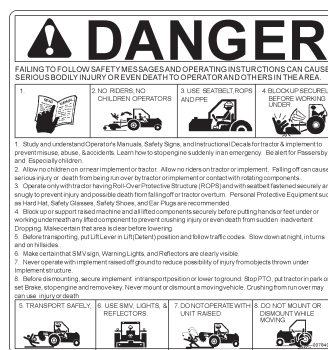 DANGER
FAILING TO FOLLOW SAFETY MESSAGES AND OPERATING INSTURCTIONS CAN CAUSE
SERIOUS BODILY INJURY OR EVEN DEATH TO OPERATOR AND OTHERS IN THE AREA.
1.
2. NO RIDERS, NO
CHILDREN OPERATORS
3. USE SEATBELT, ROPS
AND PPE
4. BLOCKUP SECUREL
BEFORE WORKING
UNDER.
1. Study and understand Operator's Manuals, Safety Signs, and Instructional Decals for tractor & implement to
prevent misuse, abuse, & accidents. Learn how to stop engine suddenly in an emergency. Be alert for Passersby
and Especially children.
2. Allow no children on or near implement or tractor. Allow no riders on tractor or implement. Falling off can cause
serious injury or death from being run over by tractor or implement or contact with rotating components.
3. Operate only with tractor having Roll-Over Protective Structure (ROPS) and with seatbelt fastened securely an
snugly to prevent injury and possible death from falling off or tractor overturn. Personal Protective Equipment suc
as Hard Hat, Safety Glasses, Safety Shoes, and Ear Plugs are recommended.
4. Block up or support raised machine and all lifted components securely before putting hands or feet under or
working underneath any lifted component to prevent crushing injury or even death from sudden inadvertent
Dropping. Make certain that area is clear before lowering.
5. Before transporting, put Lift Lever in Lift (Detent) position and follow traffic codes. Slow down at night, in turns
and on hillsides.
6. Make certain that SMV sign, Warning Lights, and Reflectors are clearly visible.
7. Never operate with implement raised off ground to reduce possibility of injury from objects thrown under
Implement structure.
8. Before dismounting, secure implement in transport position or lower to ground. Stop PTO, put tractor in park o
set Brake, stop engine and remove key. Never mount or dismount a moving vehicle. Crushing from run over may
can use injury or death
5. TRANSPORT SAFELY,
6. USE SMV, LIGHTS, &
REFLECTORS.
7. DO NOT OPERATE WITH
UNIT RAISED
8. DO NOT MOUNT OR
DISMOUNT WHILE
MOVING